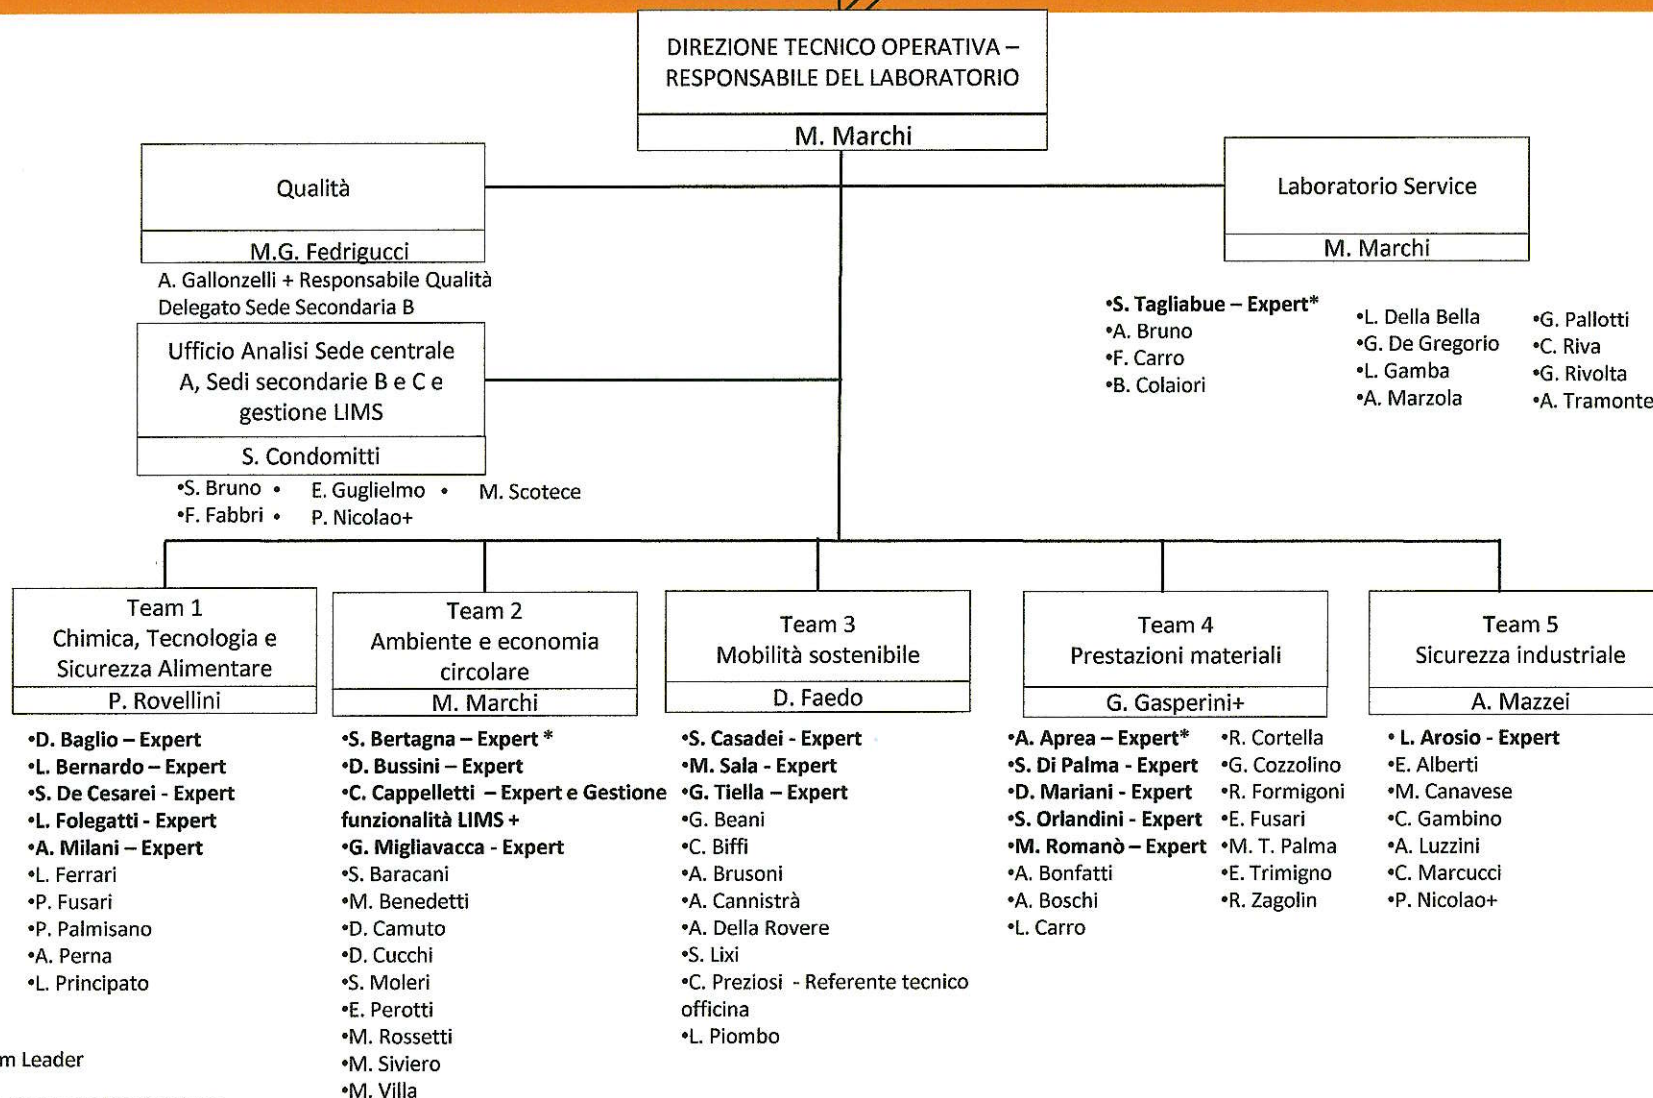 DIREZIONE TECNICO OPERATIVA –
RESPONSABILE DEL LABORATORIO
M. Marchi
Qualità
M.G. Fedrigucci
A. Gallonzelli + Responsabile Qualità
Delegato Sede Secondaria B
Laboratorio Service
M. Marchi
•S. Tagliabue – Expert*
•A. Bruno
•F. Carro
•B. Colaiori
•L. Della Bella
•G. De Gregorio
•L. Gamba
•A. Marzola
•G. Pallotti
•C. Riva
•G. Rivolta
•A. Tramonte
Ufficio Analisi Sede centrale
A, Sedi secondarie B e C e
gestione LIMS
S. Condomitti
•S. Bruno • E. Guglielmo • M. Scotece
•F. Fabbri • P. Nicolao+
Team 1
Chimica, Tecnologia e
Sicurezza Alimentare
P. Rovellini
•D. Baglio – Expert
•L. Bernardo – Expert
•S. De Cesarei - Expert
•L. Folegatti - Expert
•A. Milani – Expert
•L. Ferrari
•P. Fusari
•P. Palmisano
•A. Perna
•L. Principato
Team 2
Ambiente e economia
circolare
M. Marchi
•S. Bertagna – Expert *
•D. Bussini – Expert
•C. Cappelletti – Expert e Gestione
funzionalità LIMS +
•G. Migliavacca - Expert
•S. Baracani
•M. Benedetti
•D. Camuto
•D. Cucchi
•S. Moleri
•E. Perotti
•M. Rossetti
•M. Siviero
•M. Villa
Team 3
Mobilità sostenibile
D. Faedo
•S. Casadei - Expert
•M. Sala - Expert
•G. Tiella – Expert
•G. Beani
•C. Biffi
•A. Brusoni
•A. Cannistrà
•A. Della Rovere
•S. Lixi
•C. Preziosi - Referente tecnico
officina
•L. Piombo
Team 4
Prestazioni materiali
G. Gasperini+
•A. Aprea – Expert*
•S. Di Palma - Expert
•D. Mariani - Expert
•S. Orlandini - Expert
•M. Romanò – Expert
•A. Bonfatti
•A. Boschi
•L. Carro
•R. Cortella
•G. Cozzolino
•R. Formigoni
•E. Fusari
•M. T. Palma
•E. Trimigno
•R. Zagolin
Team 5
Sicurezza industriale
A. Mazzei
• L. Arosio - Expert
•E. Alberti
•M. Canavese
•C. Gambino
•A. Luzzini
•C. Marcucci
•P. Nicolao+
m Leader